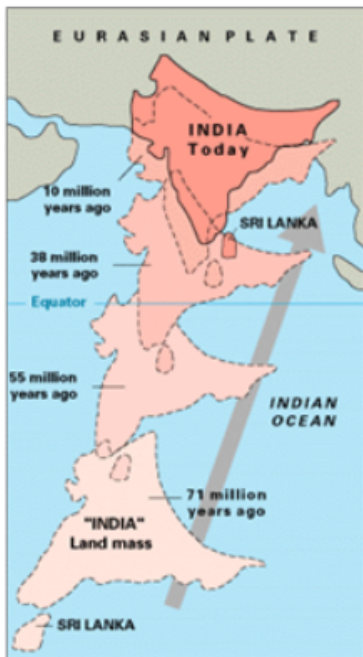 EURASIAN PLATE
INDIA
Today
10 million
years ago
SRI LANKA
38 million
years ago
Equator
55 million
years ago
INDIAN
OCEAN
71 million
years ago
"INDIA"
Land mass
SRI LANKA